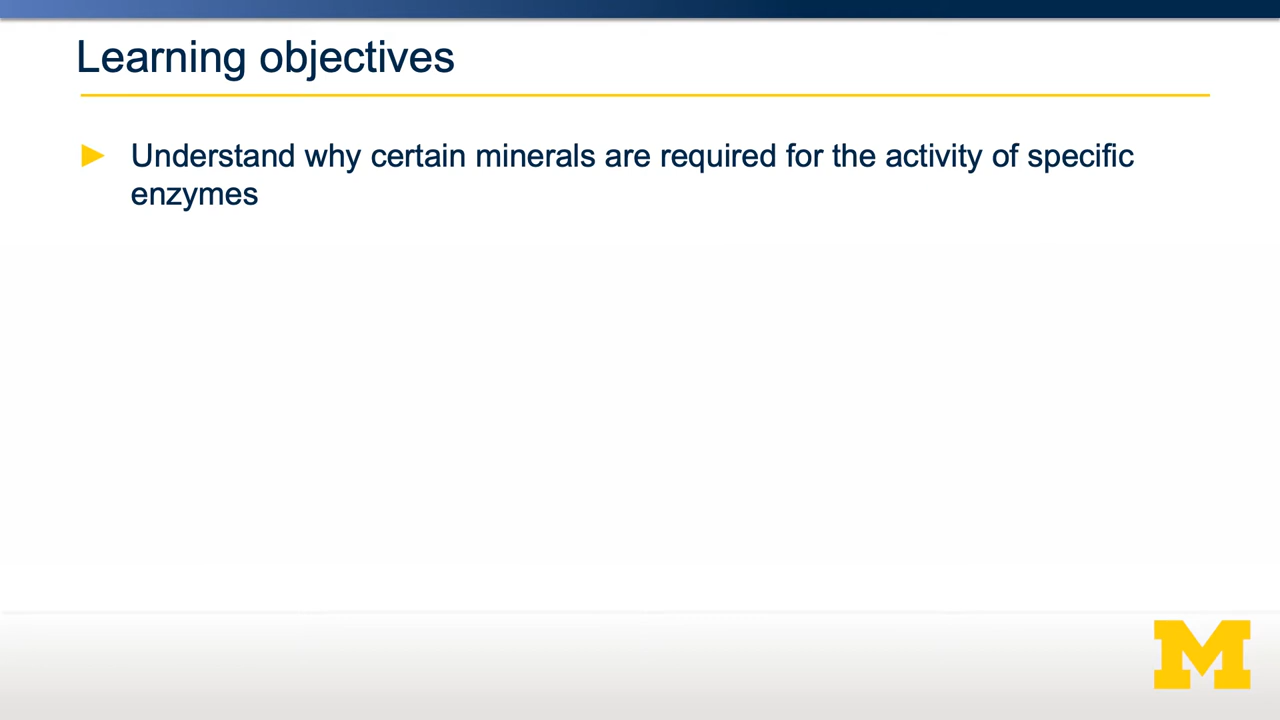 Learning objectives
Understand why certain minerals are required for the activity of specific
enzymes
M